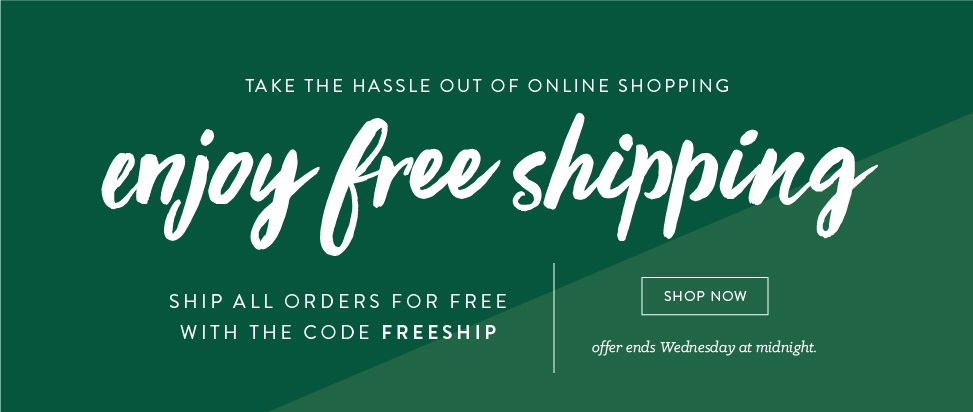 TAKE THE HASSLE OUT OF ONLINE SHOPPING
enjoy free shipping
SHIP ALL ORDERS FOR FREE
WITH THE CODE FREESHIP
SHOP NOW
offer ends Wednesday at midnight.